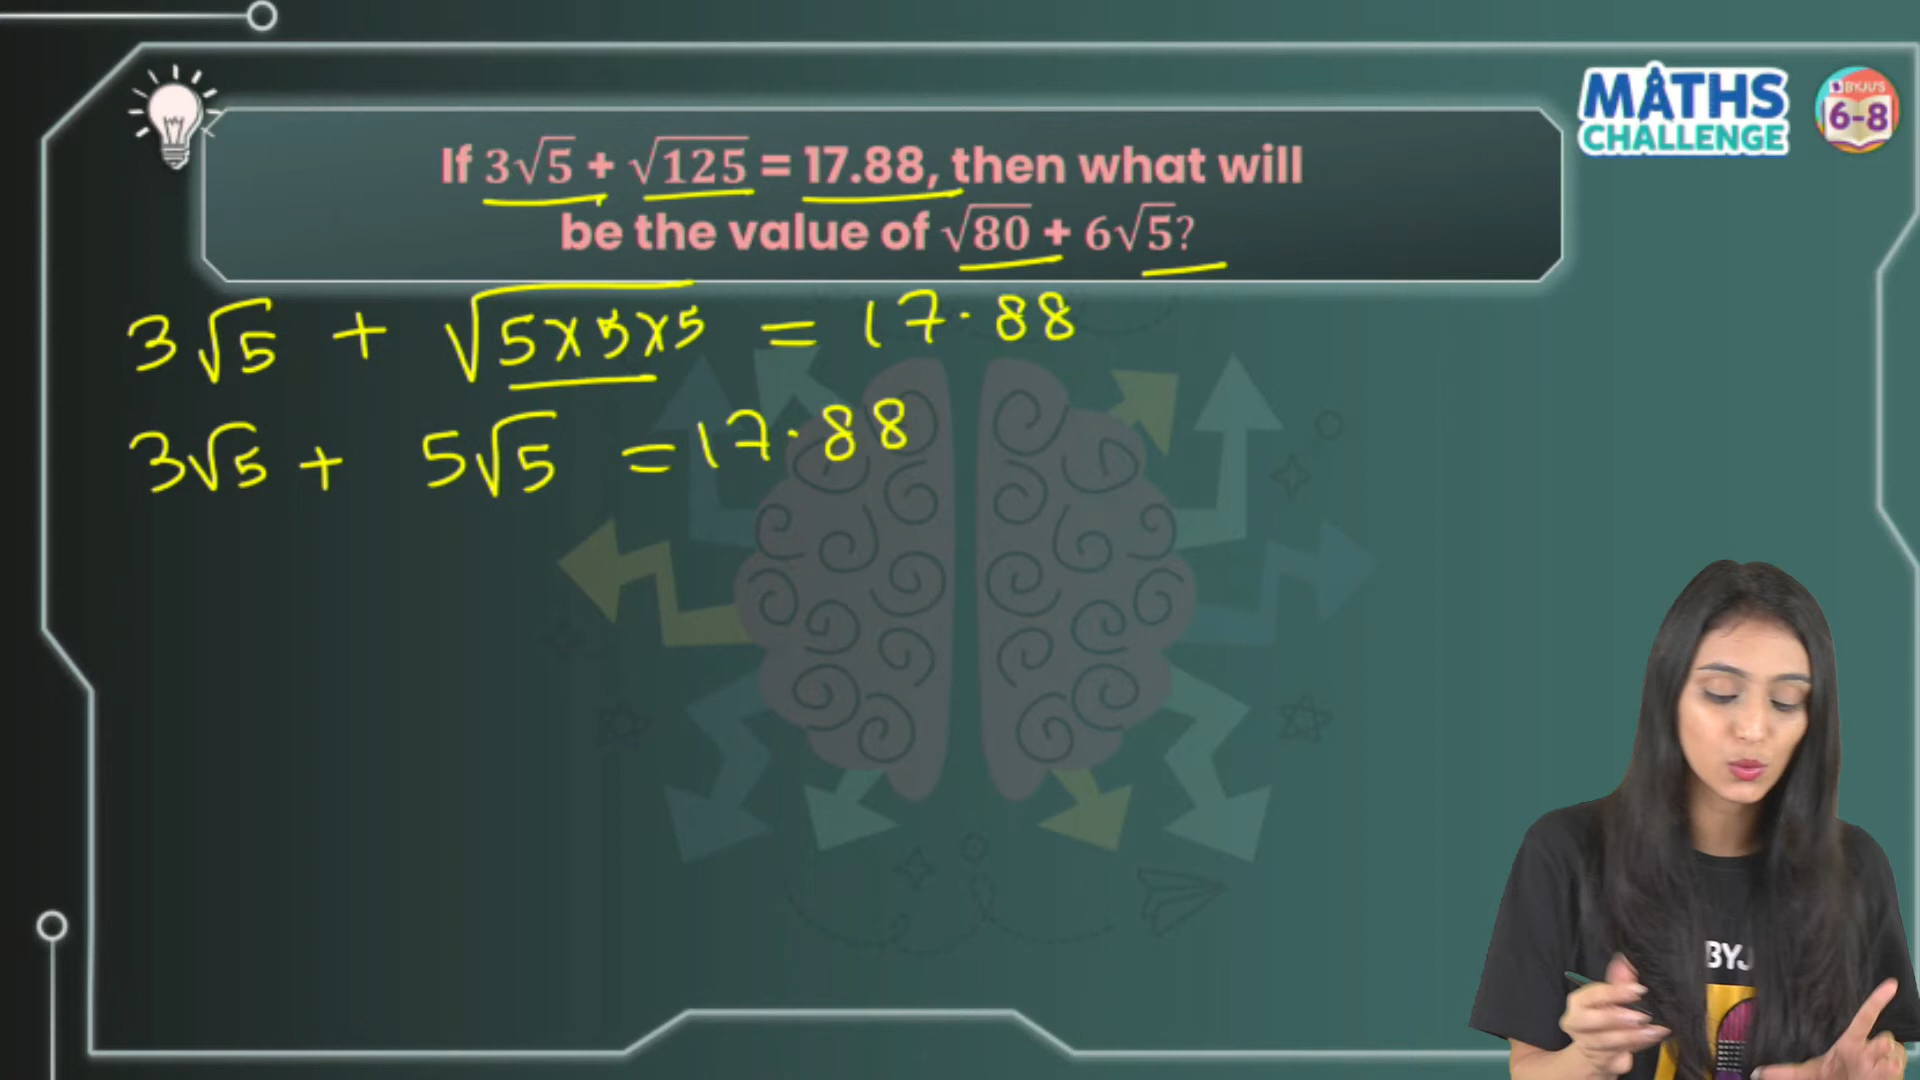 If 3√5 + √125 = 17.88, then what will
be the value of √80 + 6√5?
MATHS
CHALLENGE
BYJU'S
6-8
3√5 + √5×5×5 = 17.88
3√5 + 5√5 = 17.88
BYJ